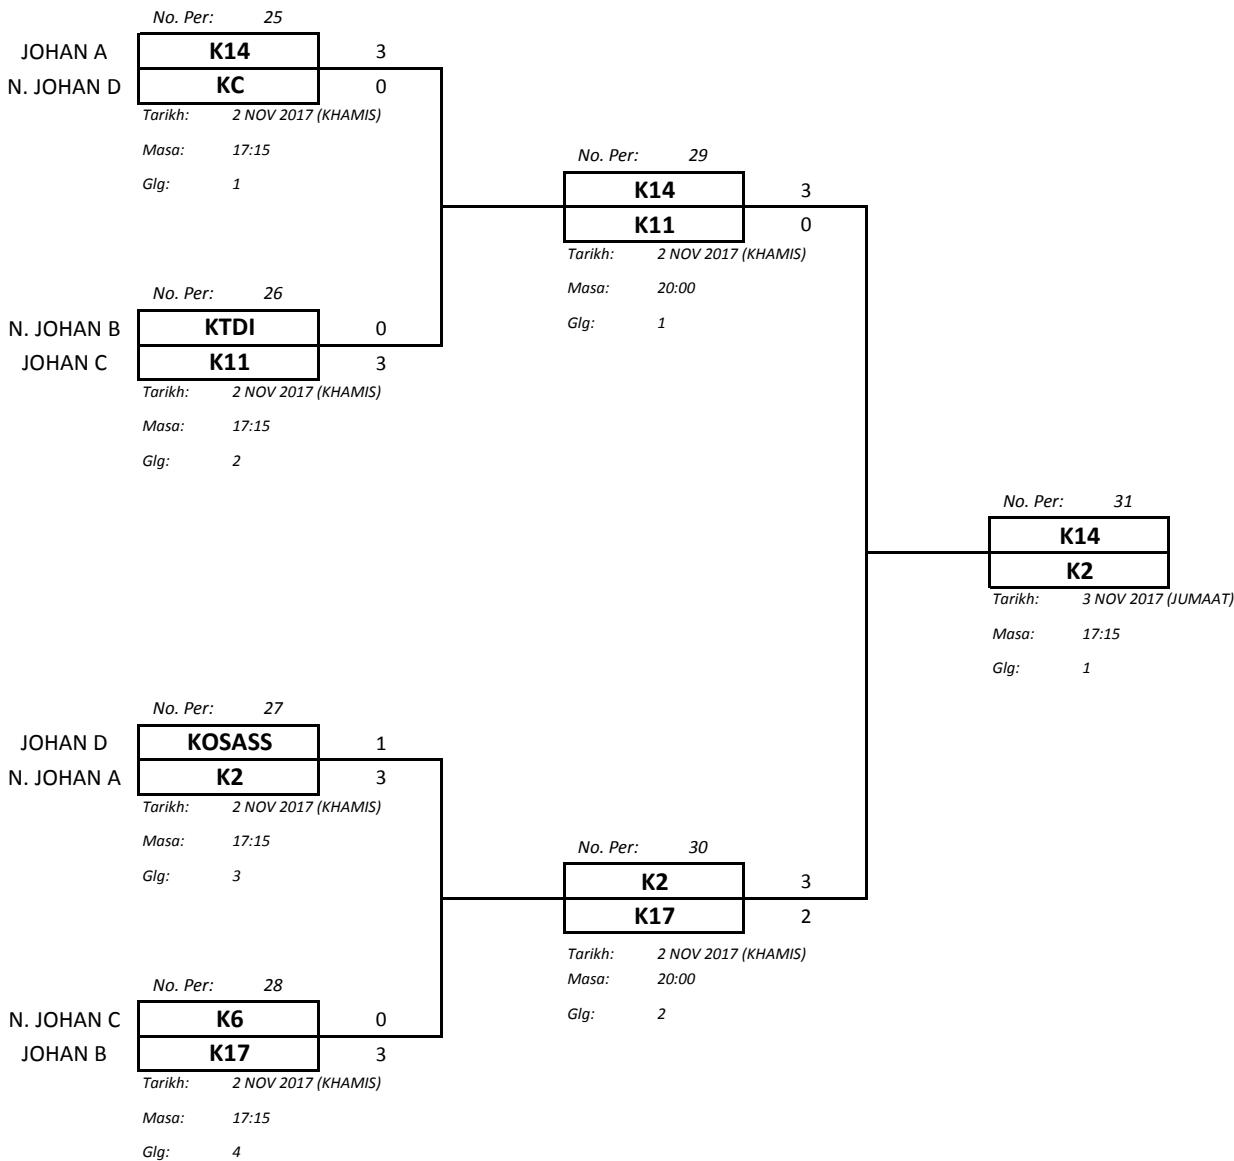 No. Per: 25
JOHAN A K14 3
N. JOHAN D KC 0
Tarikh: 2 NOV 2017 (KHAMIS)
Masa: 17:15
Glg: 1
No. Per: 26
N. JOHAN B KTDI 0
JOHAN C K11 3
Tarikh: 2 NOV 2017 (KHAMIS)
Masa: 17:15
Glg: 2
No. Per: 29
K14 3
K11 0
Tarikh: 2 NOV 2017 (KHAMIS)
Masa: 20:00
Glg: 1
No. Per: 31
K14
K2
Tarikh: 3 NOV 2017 (JUMAAT)
Masa: 17:15
Glg: 1
No. Per: 27
JOHAN D KOSASS 1
N. JOHAN A K2 3
Tarikh: 2 NOV 2017 (KHAMIS)
Masa: 17:15
Glg: 3
No. Per: 30
K2 3
K17 2
Tarikh: 2 NOV 2017 (KHAMIS)
Masa: 20:00
Glg: 2
No. Per: 28
N. JOHAN C K6 0
JOHAN B K17 3
Tarikh: 2 NOV 2017 (KHAMIS)
Masa: 17:15
Glg: 4